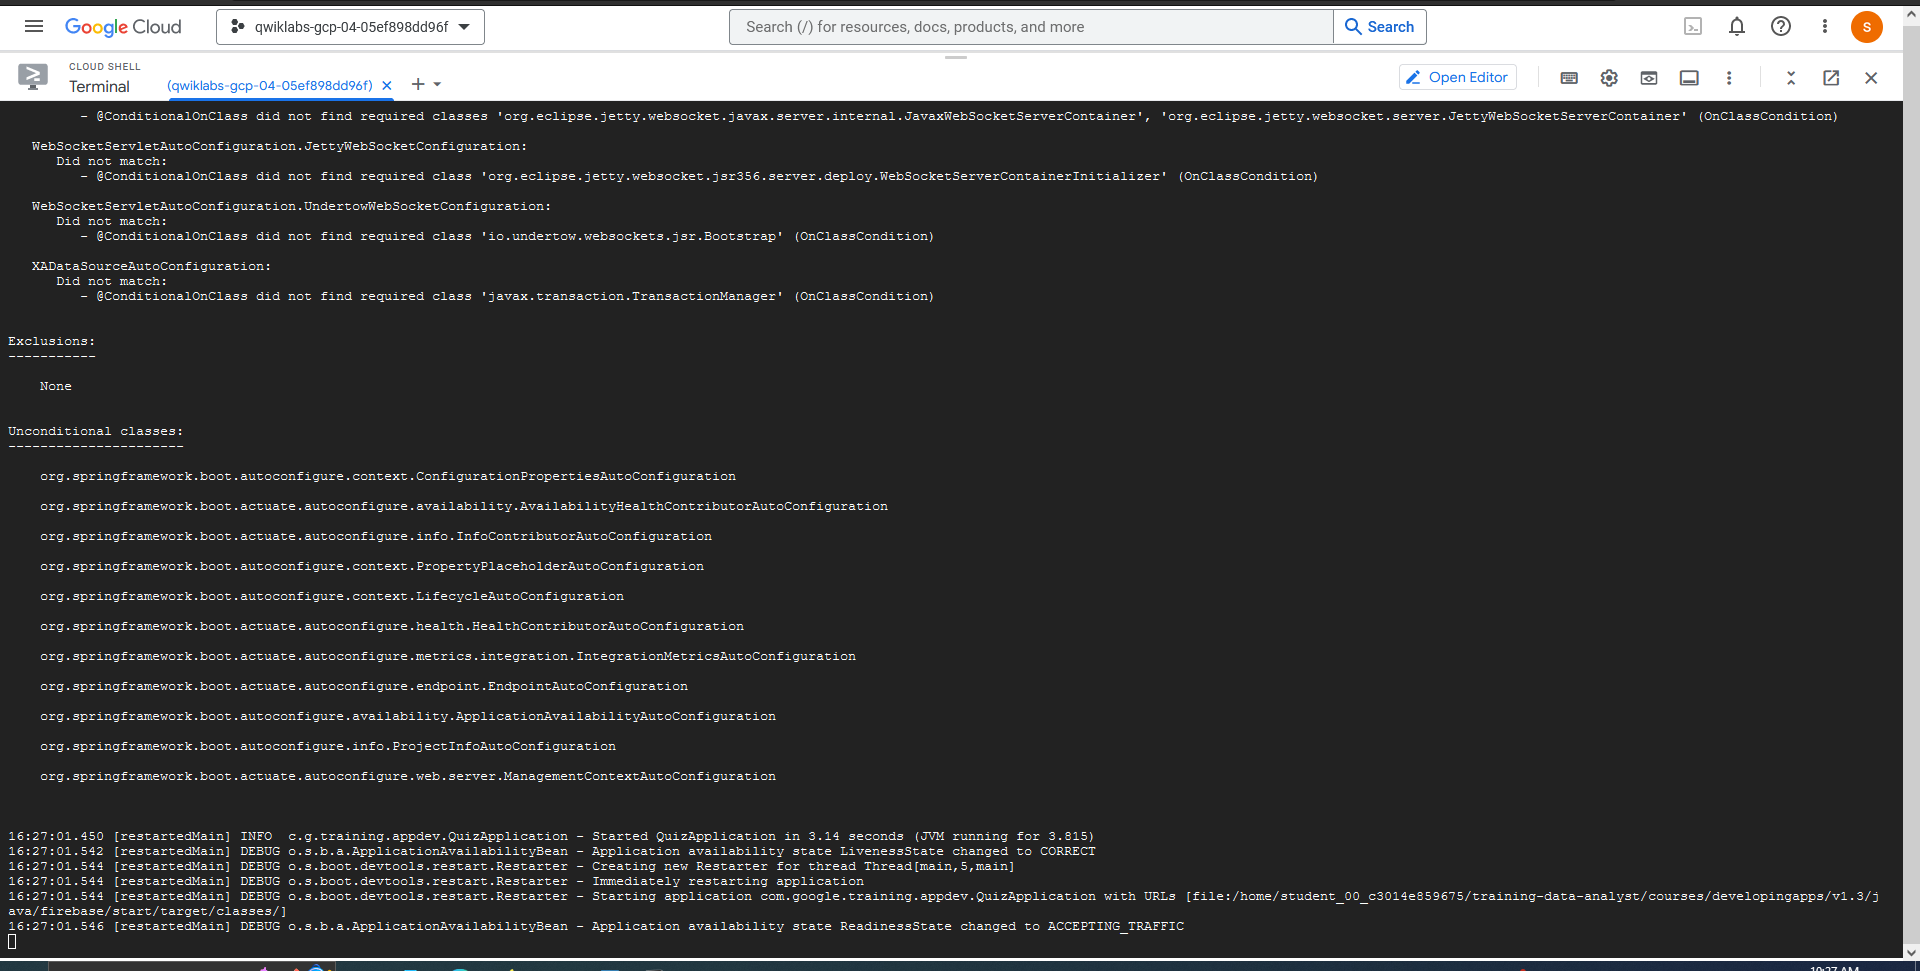 Google Cloud
qwiklabs-gcp-04-05ef898dd96f
Search (/) for resources, docs, products, and more
Search
S
CLOUD SHELL
Terminal
(qwiklabs-gcp-04-05ef898dd96f)
Open Editor
- @ConditionalOnClass did not find required classes 'org.eclipse.jetty.websocket.javax.server.internal.JavaxWebSocketServerContainer', 'org.eclipse.jetty.websocket.server.JettyWebSocketServerContainer' (OnClassCondition)
WebSocketServletAutoConfiguration.JettyWebSocketConfiguration:
Did not match:
- @ConditionalOnClass did not find required class 'org.eclipse.jetty.websocket.jsr356.server.deploy.WebSocketServerContainerInitializer' (OnClassCondition)
WebSocketServletAutoConfiguration.UndertowWebSocketConfiguration:
Did not match:
- @ConditionalOnClass did not find required class 'io.undertow.websockets.jsr.Bootstrap' (OnClassCondition)
XADataSourceAutoConfiguration:
Did not match:
- @ConditionalOnClass did not find required class 'javax.transaction.TransactionManager' (OnClassCondition)
Exclusions:
-----------
None
Unconditional classes:
----------------------
org.springframework.boot.autoconfigure.context.ConfigurationPropertiesAutoConfiguration
org.springframework.boot.actuate.autoconfigure.availability.AvailabilityHealthContributorAutoConfiguration
org.springframework.boot.actuate.autoconfigure.info.InfoContributorAutoConfiguration
org.springframework.boot.autoconfigure.context.PropertyPlaceholderAutoConfiguration
org.springframework.boot.autoconfigure.context.LifecycleAutoConfiguration
org.springframework.boot.actuate.autoconfigure.health.HealthContributorAutoConfiguration
org.springframework.boot.actuate.autoconfigure.metrics.integration.IntegrationMetricsAutoConfiguration
org.springframework.boot.actuate.autoconfigure.endpoint.EndpointAutoConfiguration
org.springframework.boot.autoconfigure.availability.ApplicationAvailabilityAutoConfiguration
org.springframework.boot.autoconfigure.info.ProjectInfoAutoConfiguration
org.springframework.boot.actuate.autoconfigure.web.server.ManagementContextAutoConfiguration
16:27:01.450 [restartedMain] INFO  c.g.training.appdev.QuizApplication - Started QuizApplication in 3.14 seconds (JVM running for 3.815)
16:27:01.542 [restartedMain] DEBUG o.s.b.a.ApplicationAvailabilityBean - Application availability state LivenessState changed to CORRECT
16:27:01.544 [restartedMain] DEBUG o.s.boot.devtools.restart.Restarter - Creating new Restarter for thread Thread[main,5,main]
16:27:01.544 [restartedMain] DEBUG o.s.boot.devtools.restart.Restarter - Immediately restarting application
16:27:01.544 [restartedMain] DEBUG o.s.boot.devtools.restart.Restarter - Starting application com.google.training.appdev.QuizApplication with URLs [file:/home/student_00_c3014e859675/training-data-analyst/courses/developingapps/v1.3/j
ava/firebase/start/target/classes/]
16:27:01.546 [restartedMain] DEBUG o.s.b.a.ApplicationAvailabilityBean - Application availability state ReadinessState changed to ACCEPTING_TRAFFIC